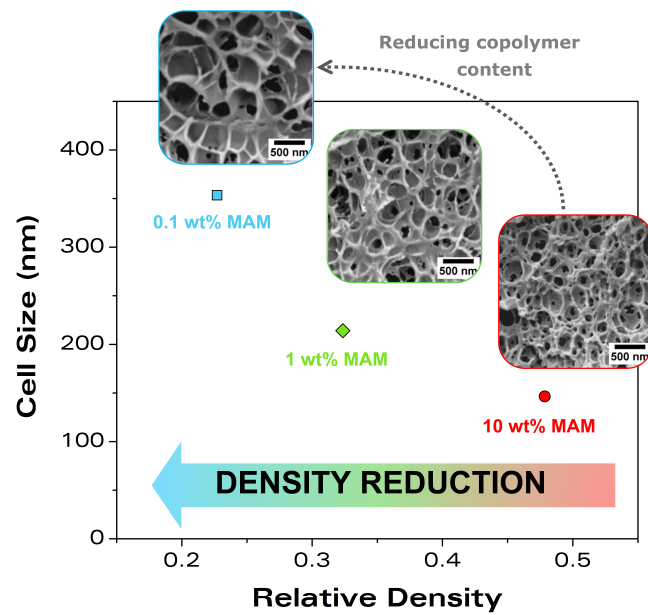 Reducing copolymer
content
500 nm
0.1 wt% MAM
500 nm
1 wt% MAM
500 nm
10 wt% MAM
DENSITY REDUCTION
Cell Size (nm)
400
300
200
100
0
0.2 0.3 0.4 0.5
Relative Density